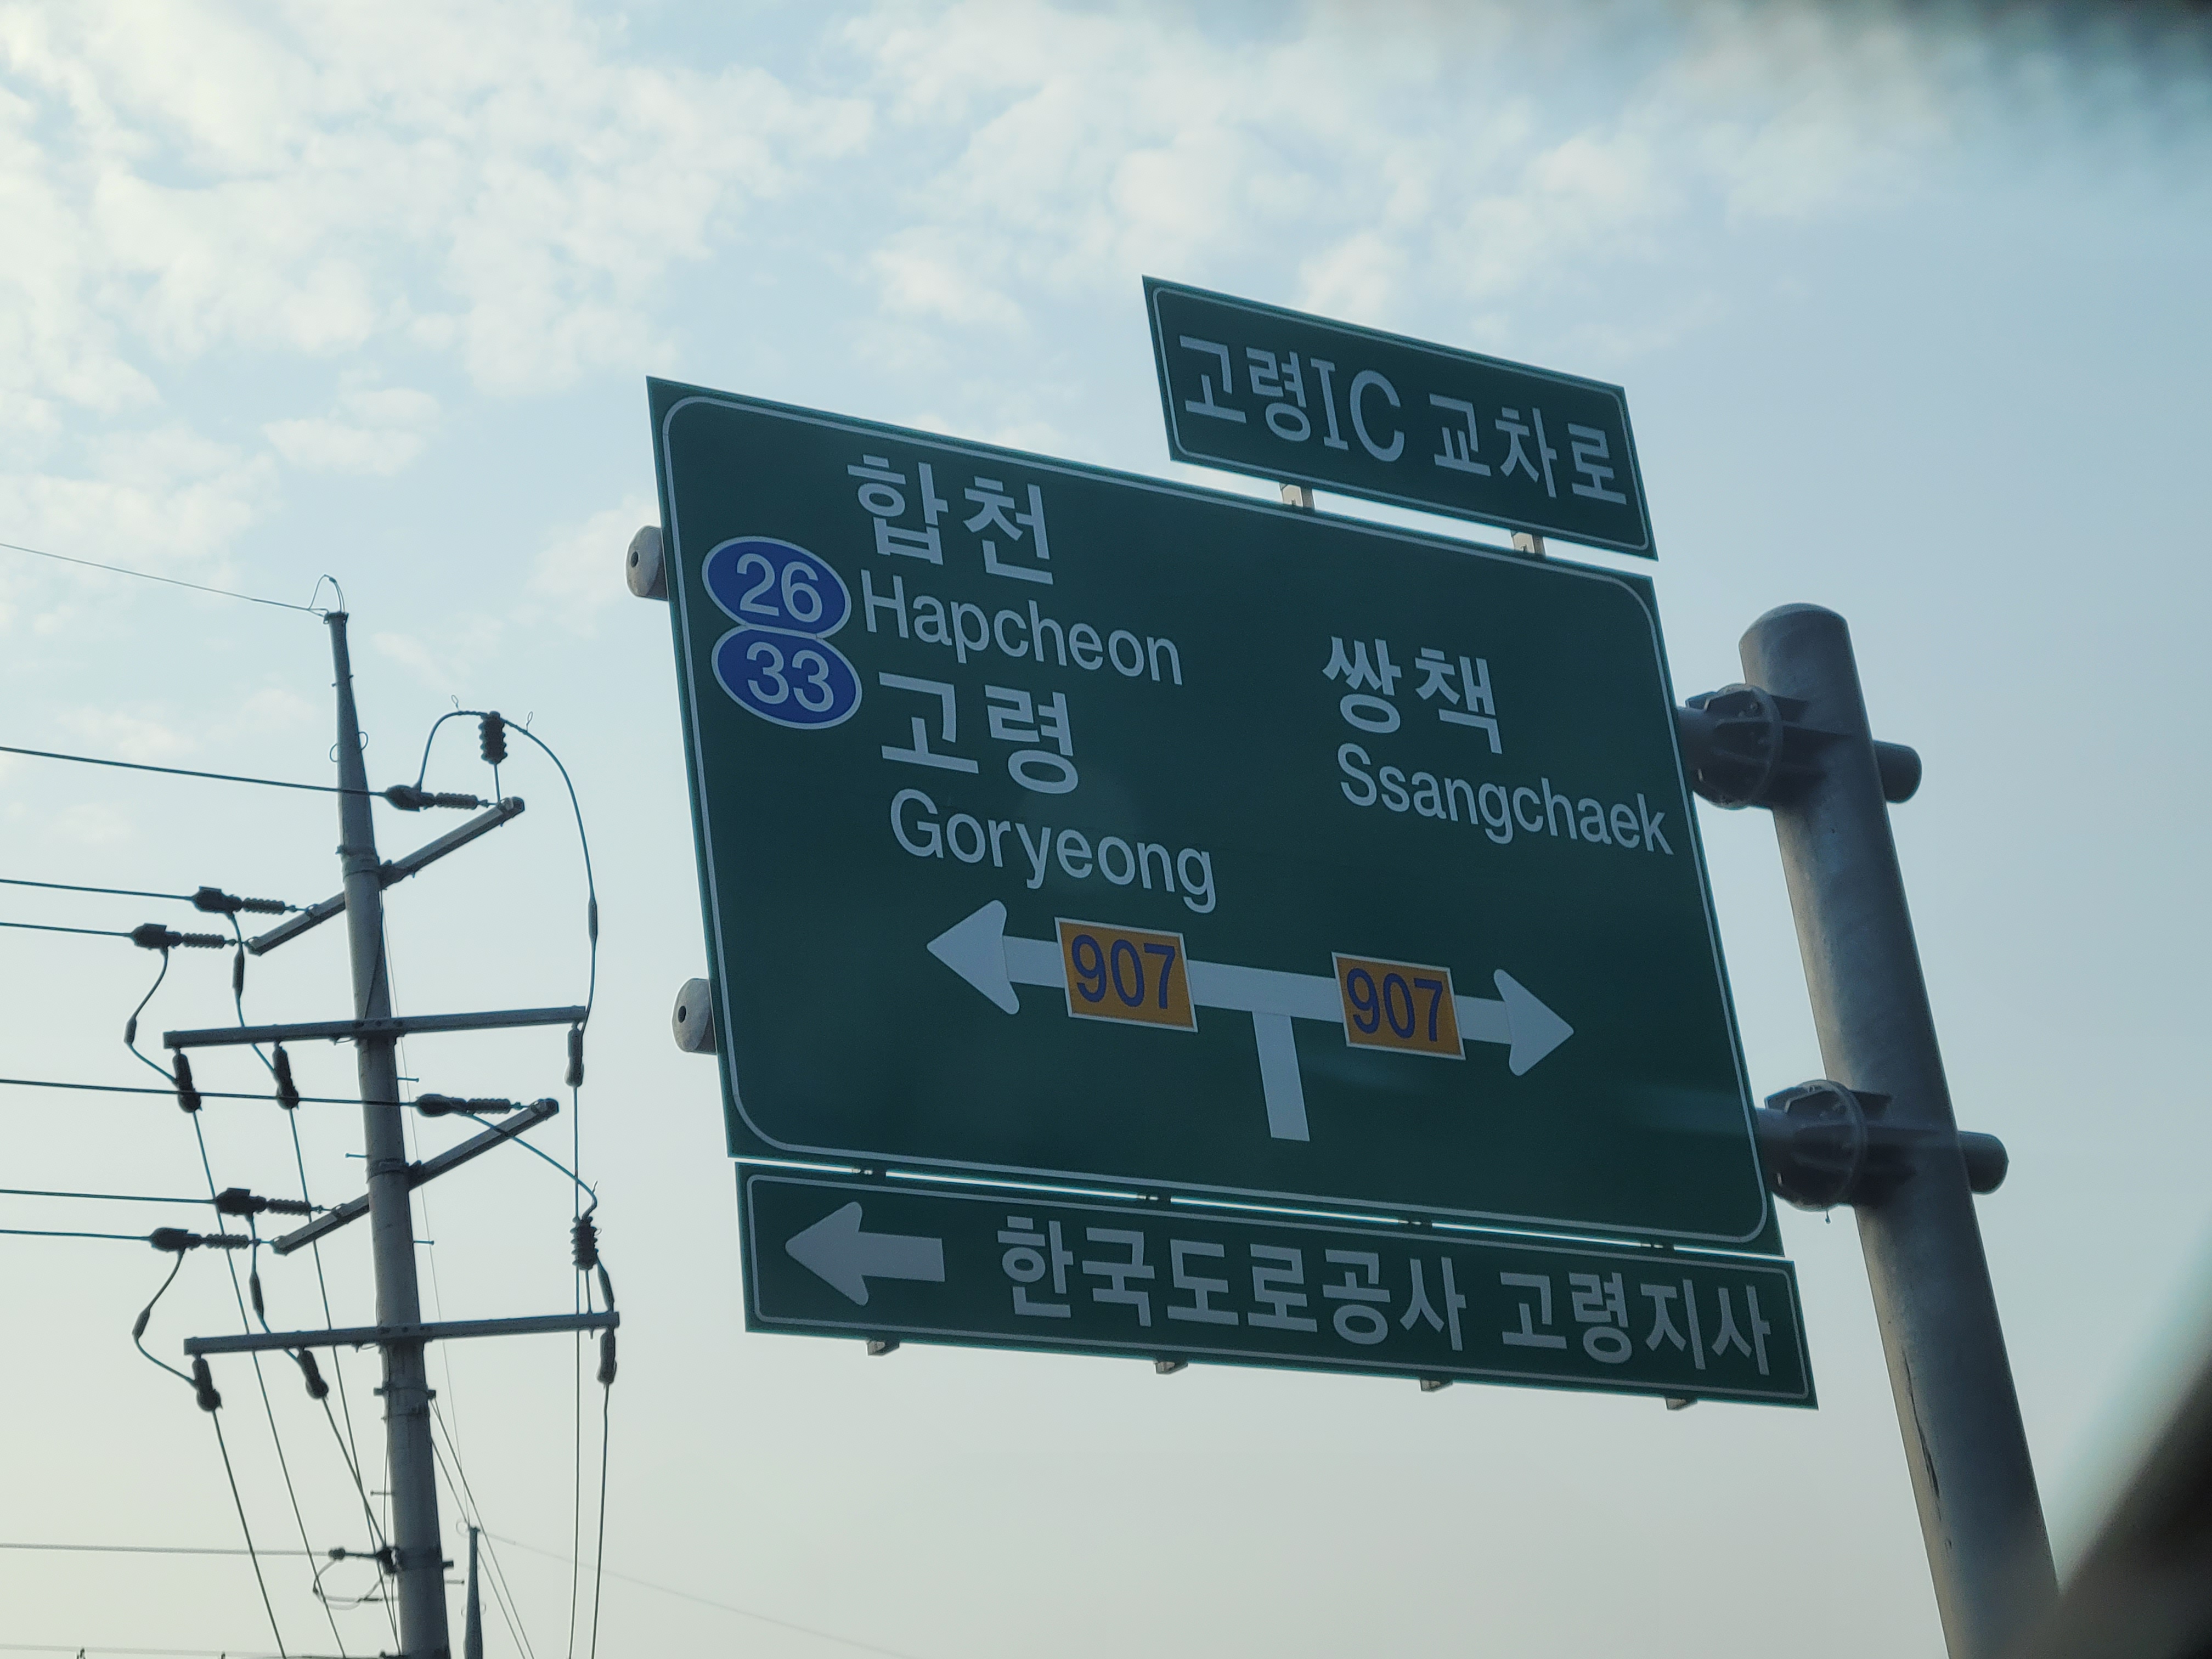 고령IC 교차로
합천
26
Hapcheon
33
고령
Goryeong
쌍책
Ssangchaek
907
907
한국도로공사 고령지사